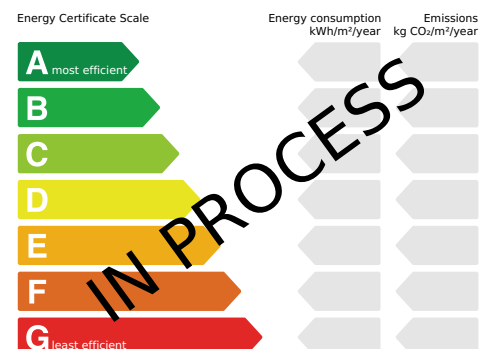 Energy Certificate Scale
Energy consumption
kWh/m²/year
Emissions
kg CO₂/m²/year
A most efficient
B
C
D
E
F
G least efficient
IN PROCESS